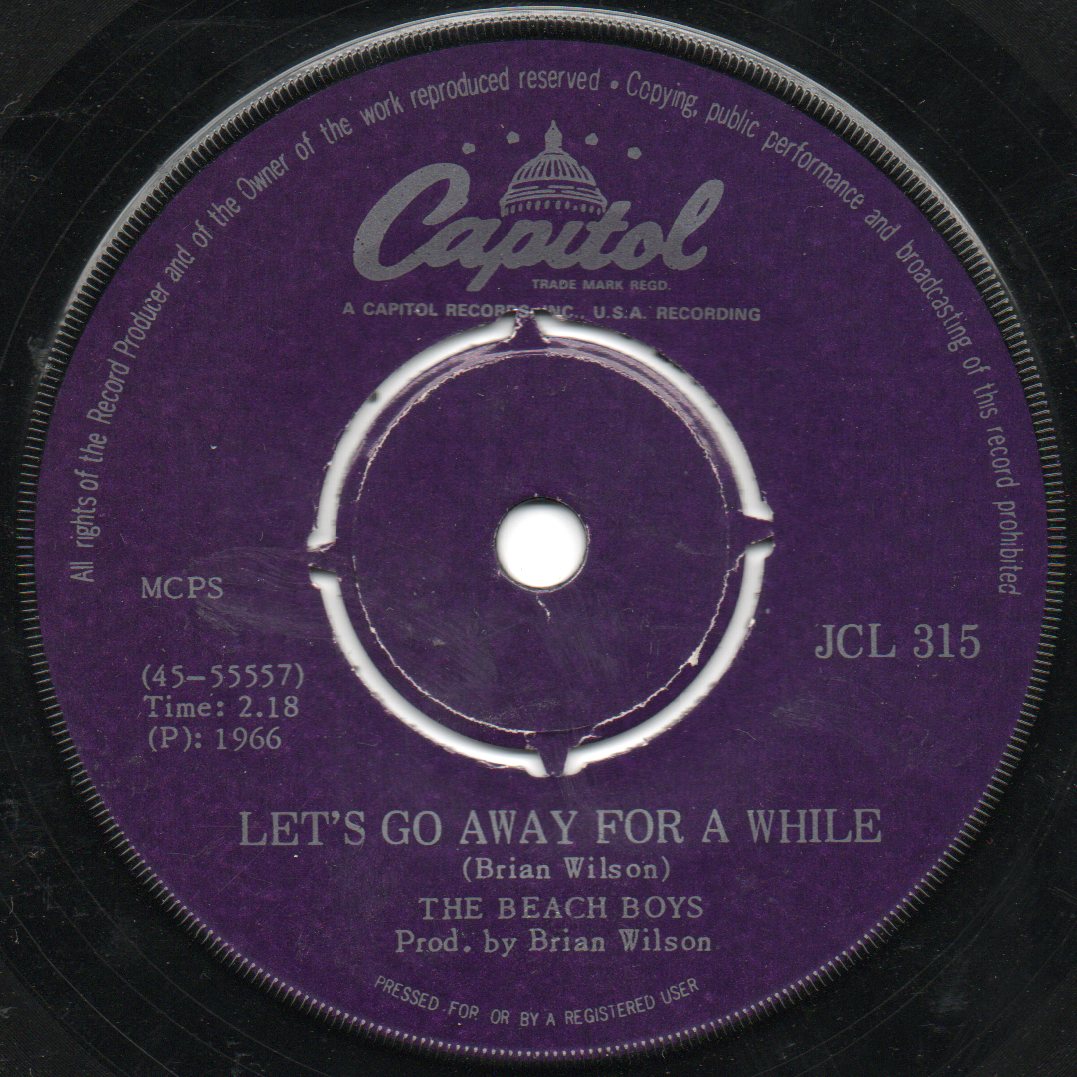 All rights of the Record Producer and of the Owner of the work reproduced reserved • Copying, public performance and broadcasting of this record prohibited
Capitol
TRADE MARK REGD.
A CAPITOL RECORDS, INC., U.S.A. RECORDING
MCPS
JCL 315
(45-55557)
Time: 2.18
(P): 1966
LET'S GO AWAY FOR A WHILE
(Brian Wilson)
THE BEACH BOYS
Prod. by Brian Wilson
PRESSED FOR OR BY A REGISTERED USER